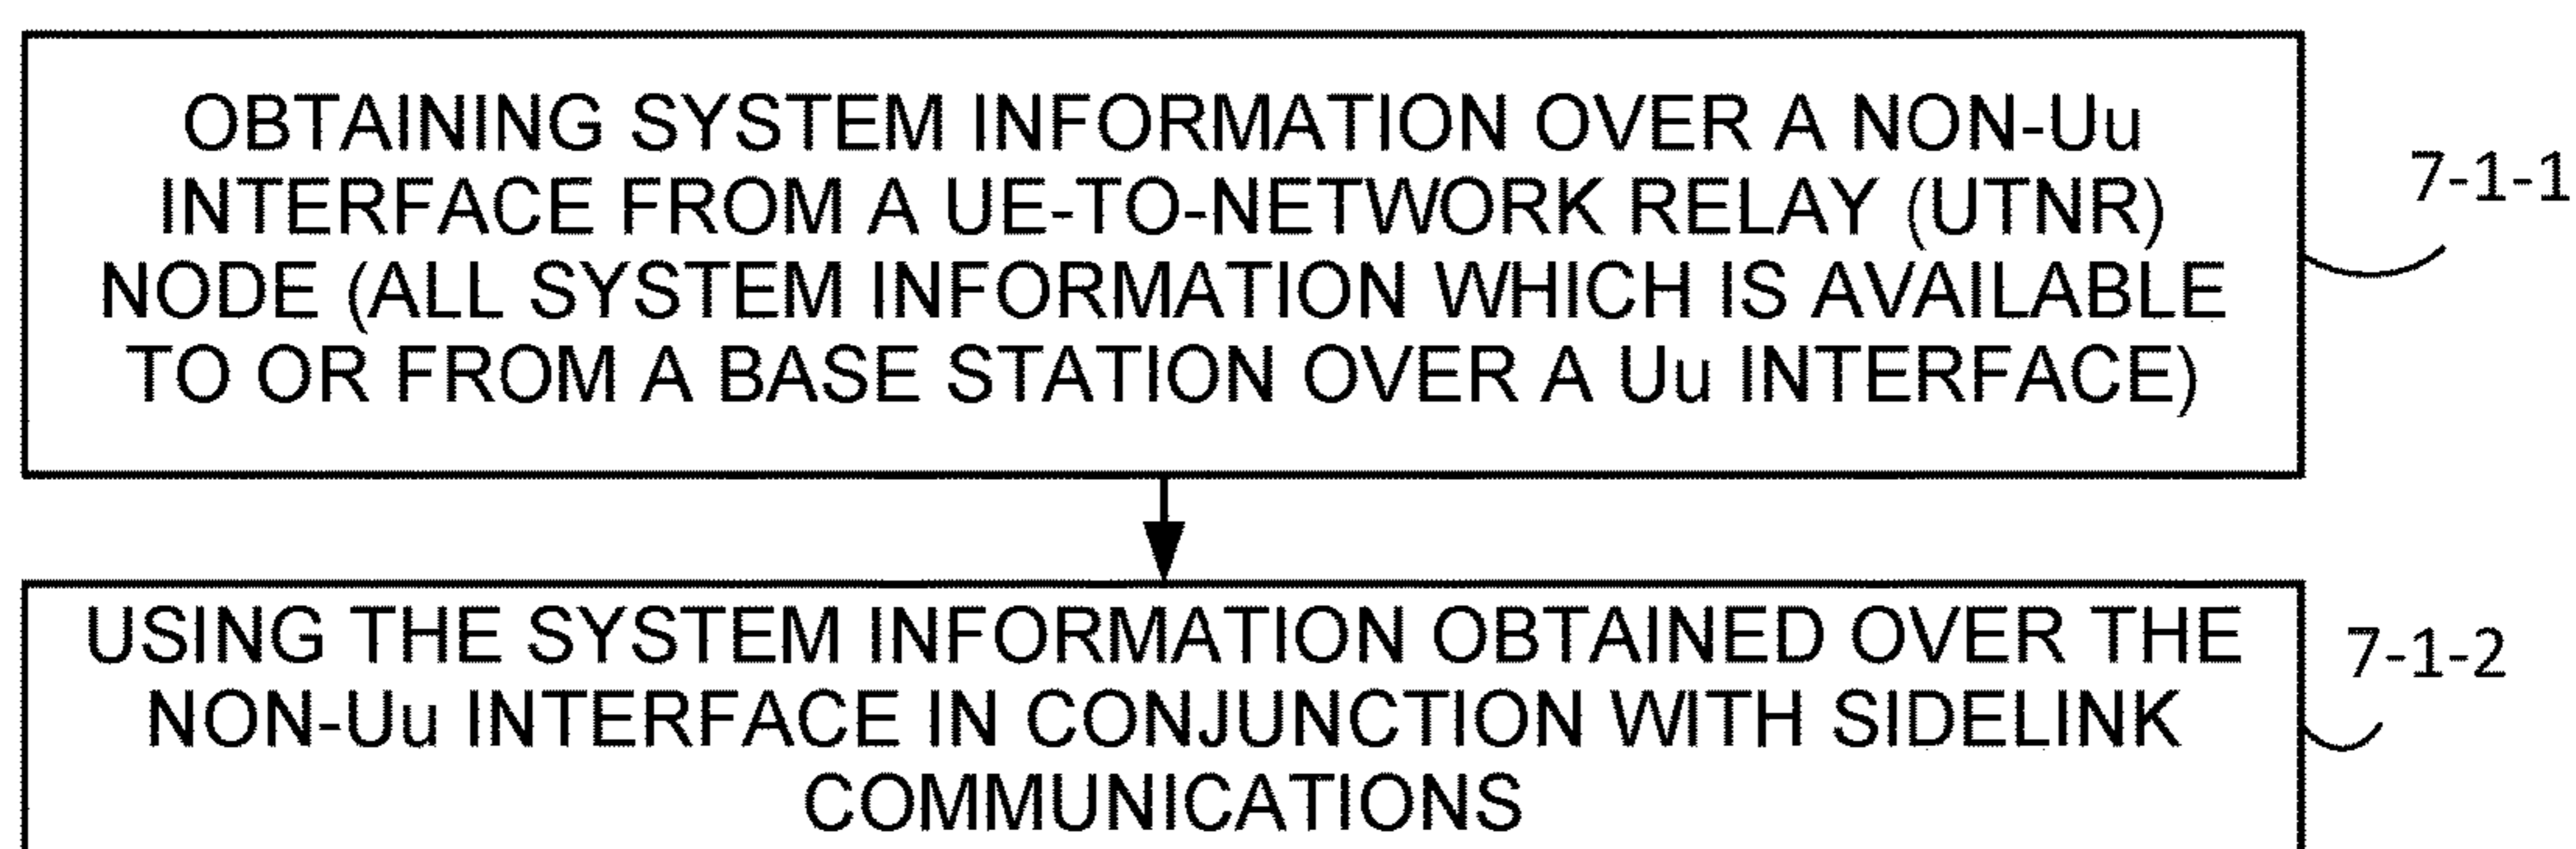 OBTAINING SYSTEM INFORMATION OVER A NON-Uu
INTERFACE FROM A UE-TO-NETWORK RELAY (UTNR)
NODE (ALL SYSTEM INFORMATION WHICH IS AVAILABLE
TO OR FROM A BASE STATION OVER A Uu INTERFACE)
7-1-1
USING THE SYSTEM INFORMATION OBTAINED OVER THE
NON-Uu INTERFACE IN CONJUNCTION WITH SIDELINK
COMMUNICATIONS
7-1-2